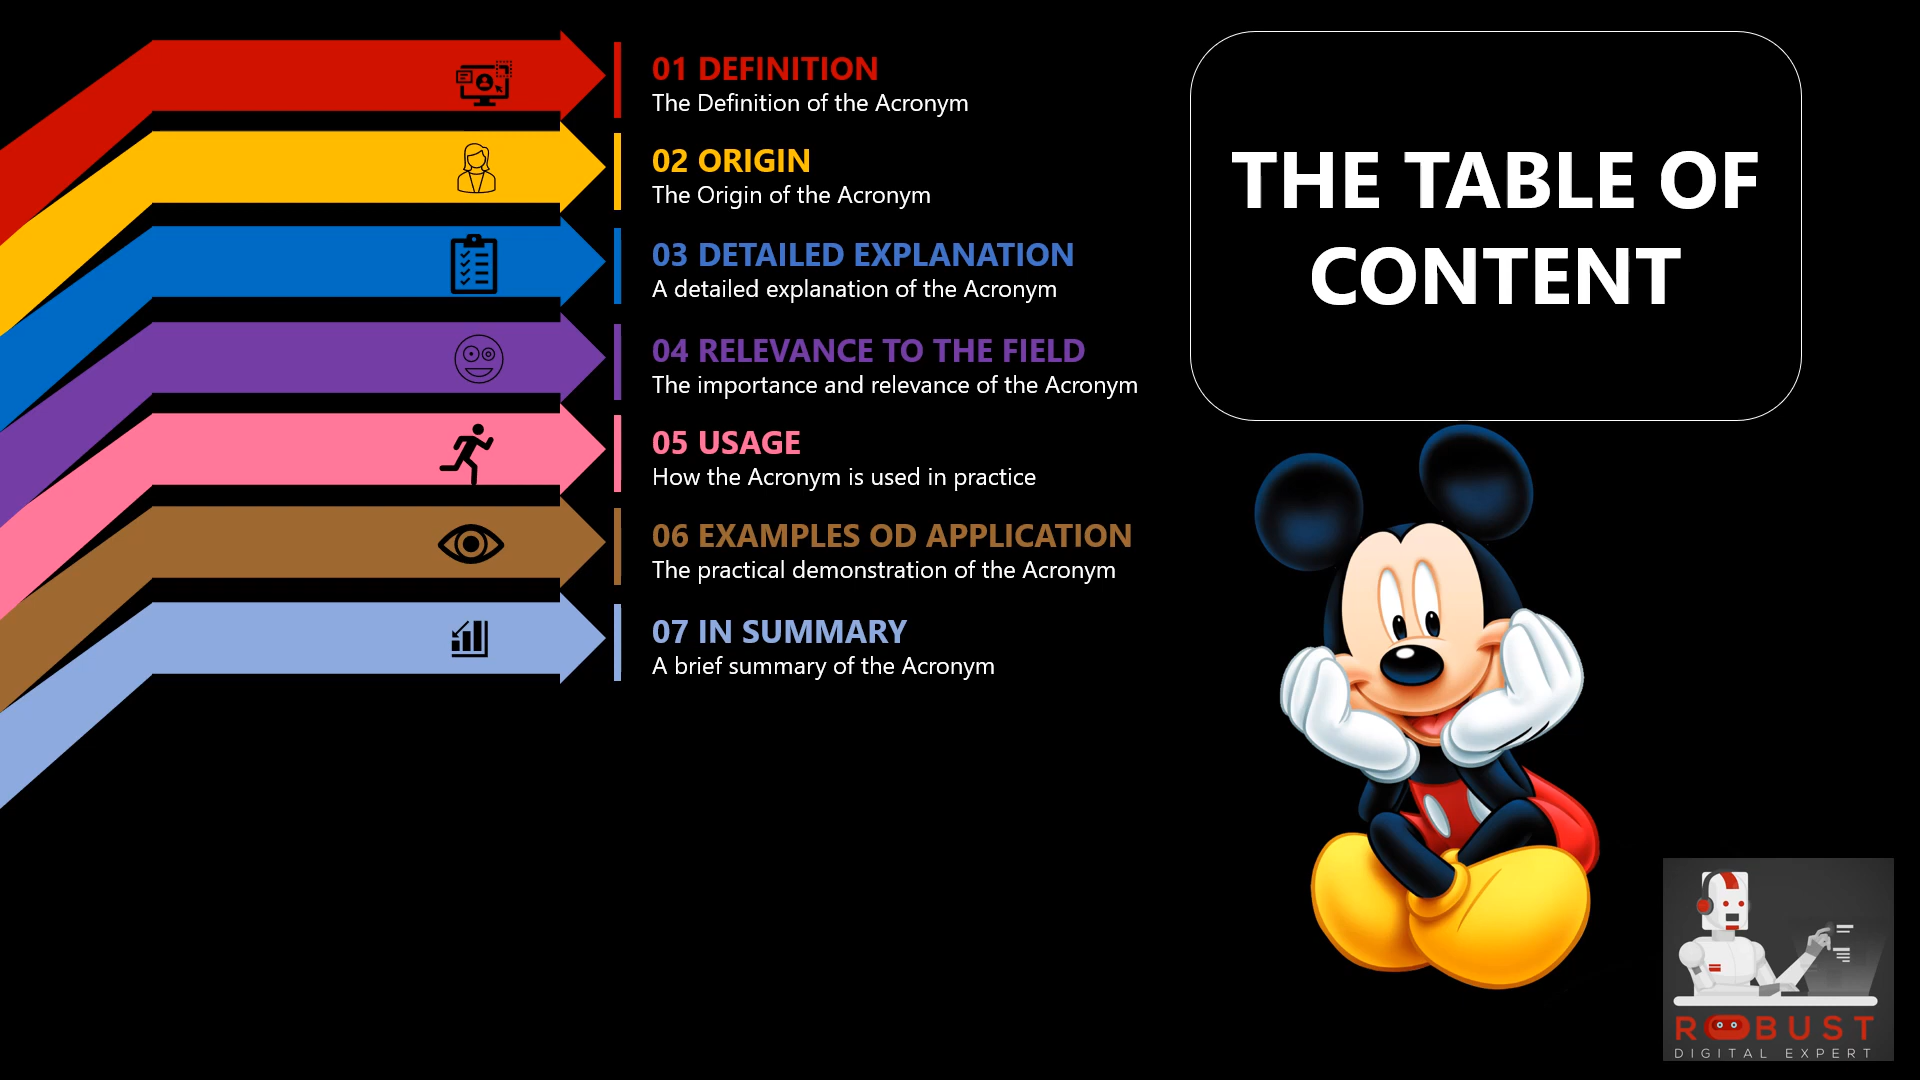 01 DEFINITION
The Definition of the Acronym
02 ORIGIN
The Origin of the Acronym
03 DETAILED EXPLANATION
A detailed explanation of the Acronym
04 RELEVANCE TO THE FIELD
The importance and relevance of the Acronym
05 USAGE
How the Acronym is used in practice
06 EXAMPLES OD APPLICATION
The practical demonstration of the Acronym
07 IN SUMMARY
A brief summary of the Acronym
THE TABLE OF
CONTENT
ROBUST
DIGITAL EXPERT